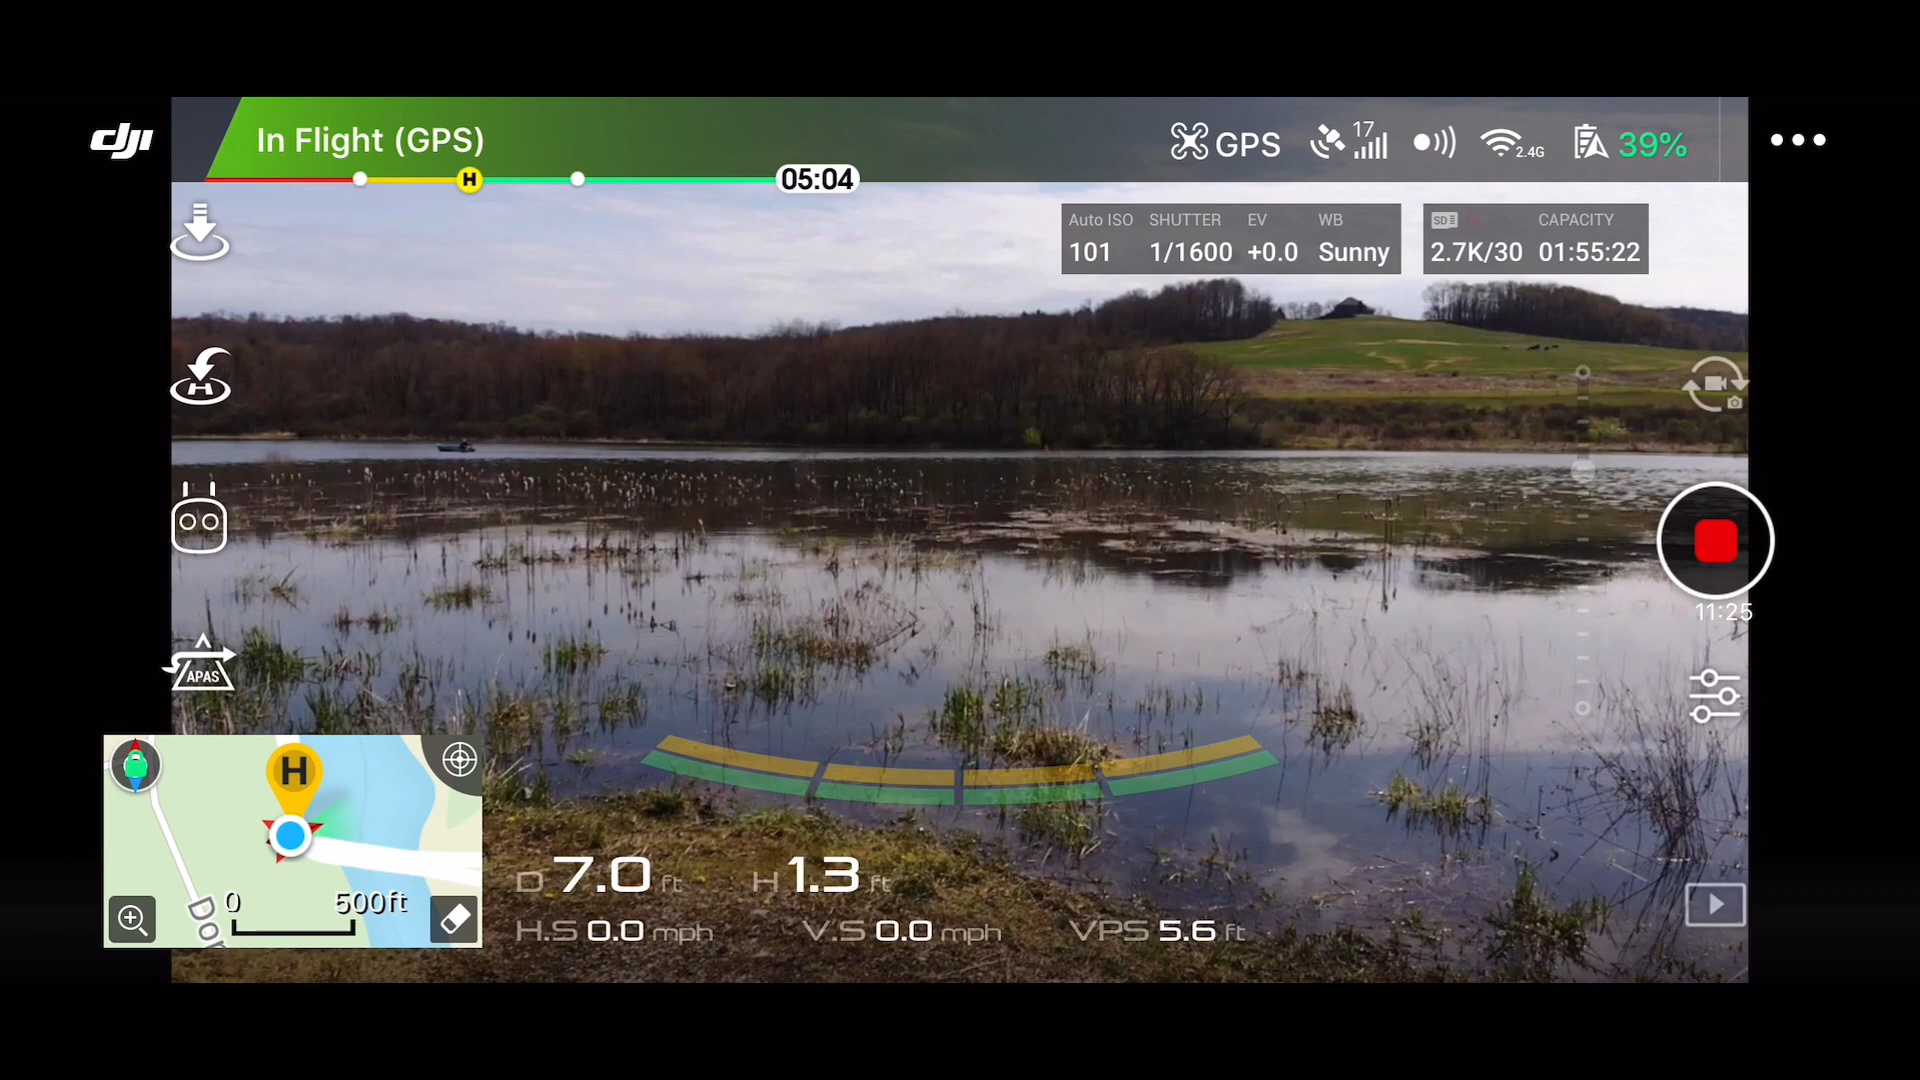 dji
In Flight (GPS)
GPS
17
2.4G
39%
H
05:04
Auto ISO SHUTTER EV WB
101 1/1600 +0.0 Sunny
SD CAPACITY
2.7K/30 01:55:22
H
11:25
APAS
H
0 500ft
Dor
D 7.0 ft H 1.3 ft
H.S 0.0 mph V.S 0.0 mph VPS 5.6 ft